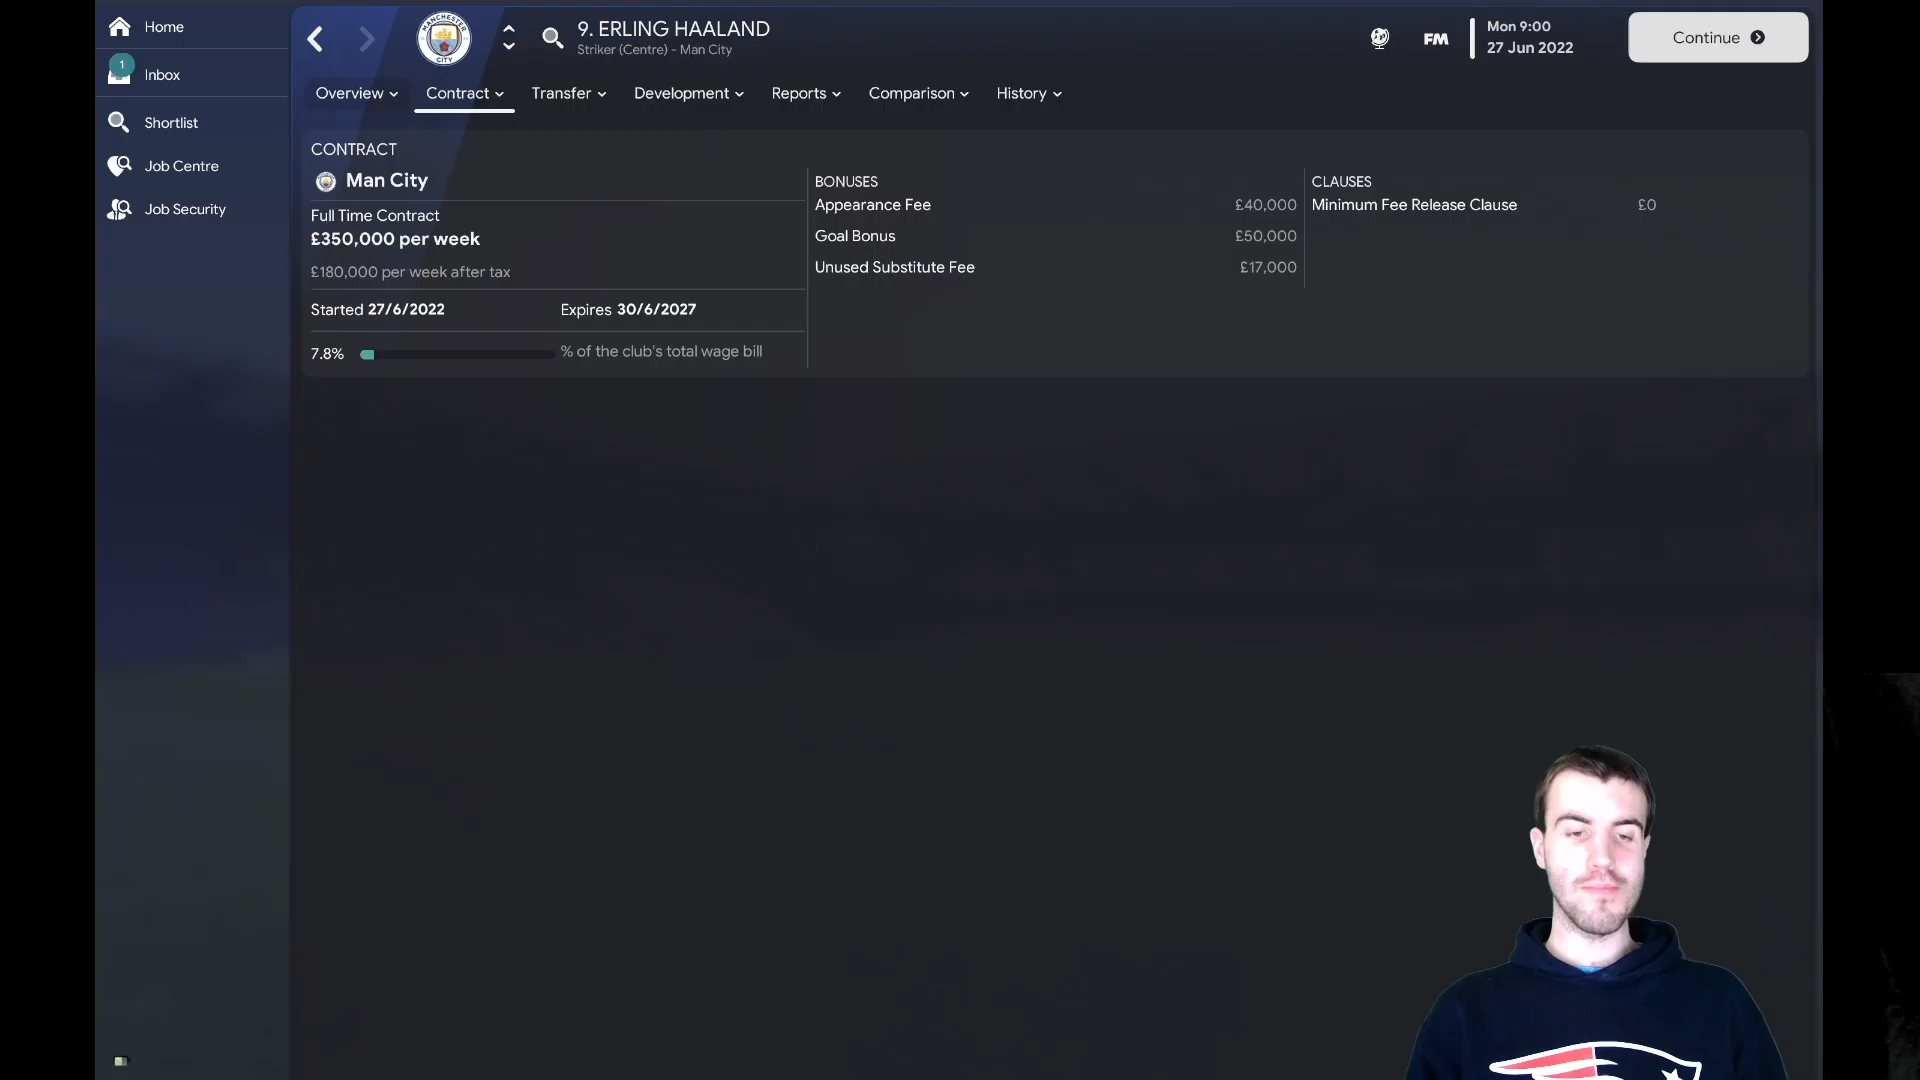 Home
1
Inbox
Shortlist
Job Centre
Job Security
MANCHESTER
CITY
9. ERLING HAALAND
Striker (Centre) - Man City
FM
Mon 9:00
27 Jun 2022
Continue
Overview
Contract
Transfer
Development
Reports
Comparison
History
CONTRACT
Man City
Full Time Contract
£350,000 per week
£180,000 per week after tax
Started 27/6/2022
Expires 30/6/2027
7.8%
% of the club's total wage bill
BONUSES
Appearance Fee £40,000
Goal Bonus £50,000
Unused Substitute Fee £17,000
CLAUSES
Minimum Fee Release Clause £0